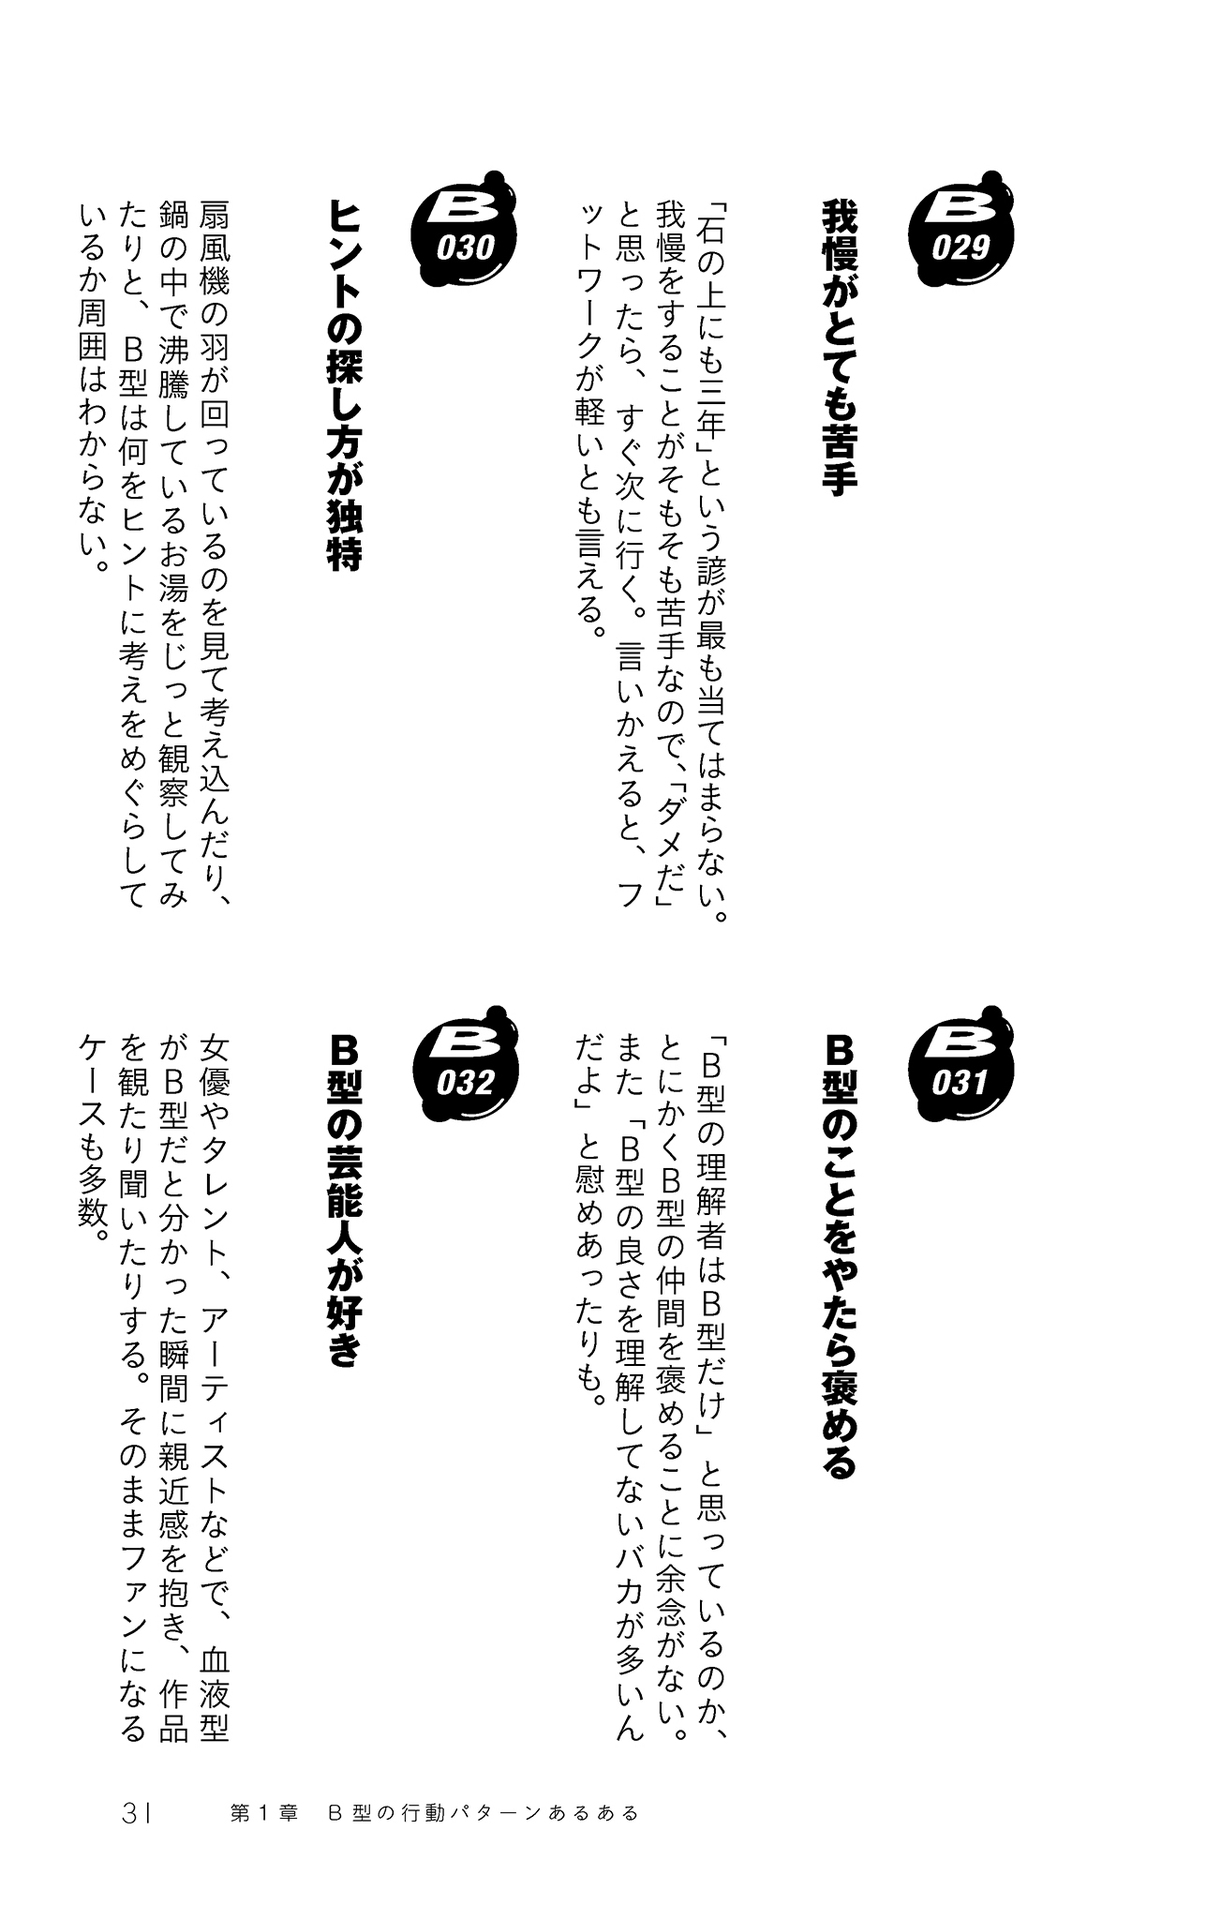 B
029
我慢がとても苦手
「石の上にも三年」という諺が最も当てはまらない。
我慢をすることがそもそも苦手なので、「ダメだ」
と思ったら、すぐ次に行く。言いかえると、フ
ットワークが軽いとも言える。
B
030
ヒントの探し方が独特
扇風機の羽が回っているのを見て考え込んだり、
鍋の中で沸騰しているお湯をじっと観察してみ
たりと、B型は何をヒントに考えをめぐらして
いるか周囲はわからない。
B
031
B型のことをやたら褒める
「B型の理解者はB型だけ」と思っているのか、
とにかくB型の仲間を褒めることに余念がない。
また「B型の良さを理解してないバカが多いん
だよ」と慰めあったりも。
B
032
B型の芸能人が好き
女優やタレント、アーティストなどで、血液型
がB型だと分かった瞬間に親近感を抱き、作品
を観たり聞いたりする。そのままファンになる
ケースも多数。
31 第1章 B型の行動パターンあるある